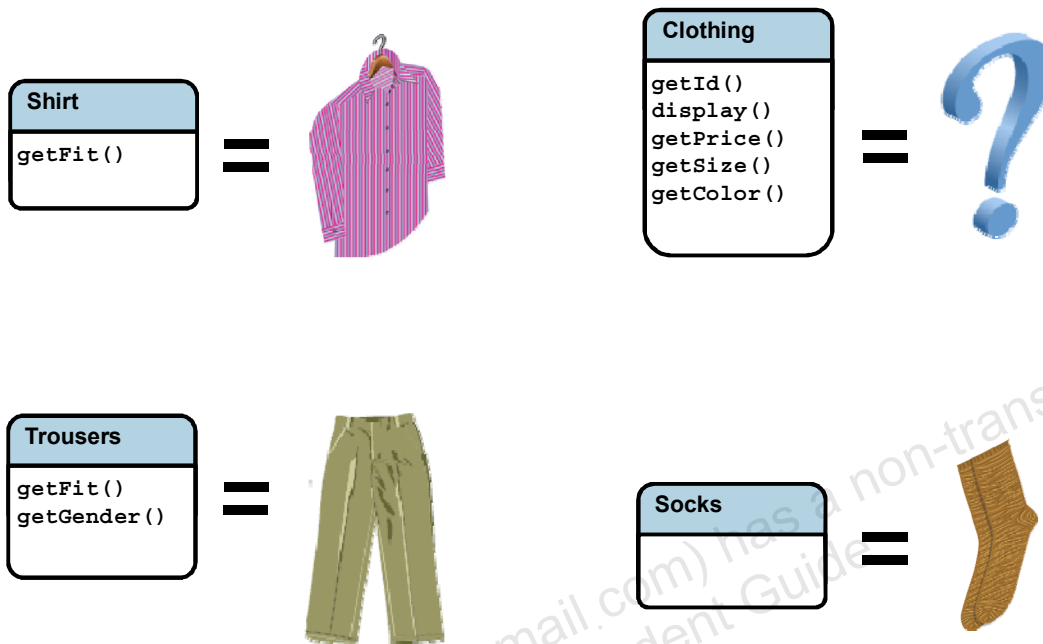 Shirt
getFit()
Clothing
getId()
display()
getPrice()
getSize()
getColor()
Trousers
getFit()
getGender()
Socks
mail.com) has a non-trans
dent Guide